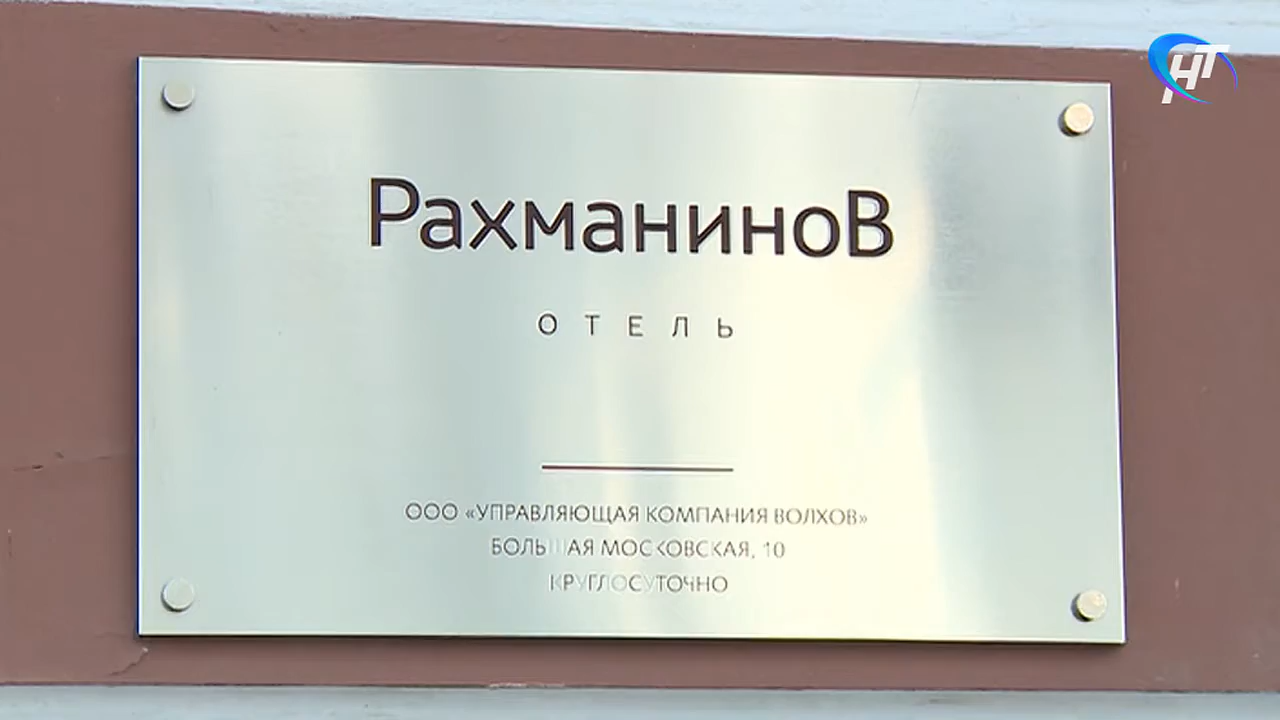 НТ
РахманиноВ
ОТЕЛЬ
ООО «УПРАВЛЯЮЩАЯ КОМПАНИЯ ВОЛХОВ»
БОЛЬШАЯ МОСКОВСКАЯ, 10
КРУГЛОСУТОЧНО